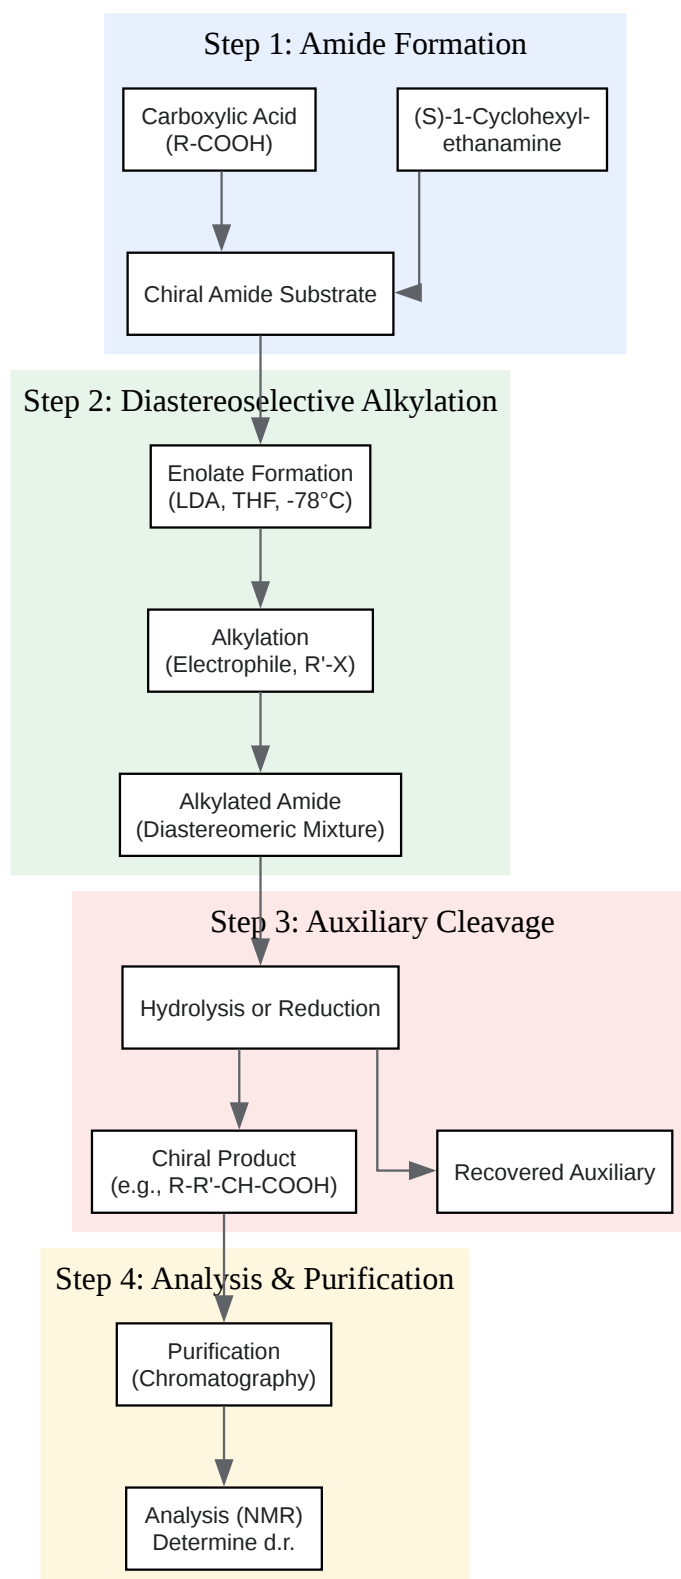 Step 1: Amide Formation
Carboxylic Acid
(R-COOH)
(S)-1-Cyclohexyl-
ethanamine
Chiral Amide Substrate
Step 2: Diastereoselective Alkylation
Enolate Formation
(LDA, THF, -78°C)
Alkylation
(Electrophile, R'-X)
Alkylated Amide
(Diastereomeric Mixture)
Step 3: Auxiliary Cleavage
Hydrolysis or Reduction
Chiral Product
(e.g., R-R'-CH-COOH)
Recovered Auxiliary
Step 4: Analysis & Purification
Purification
(Chromatography)
Analysis (NMR)
Determine d.r.